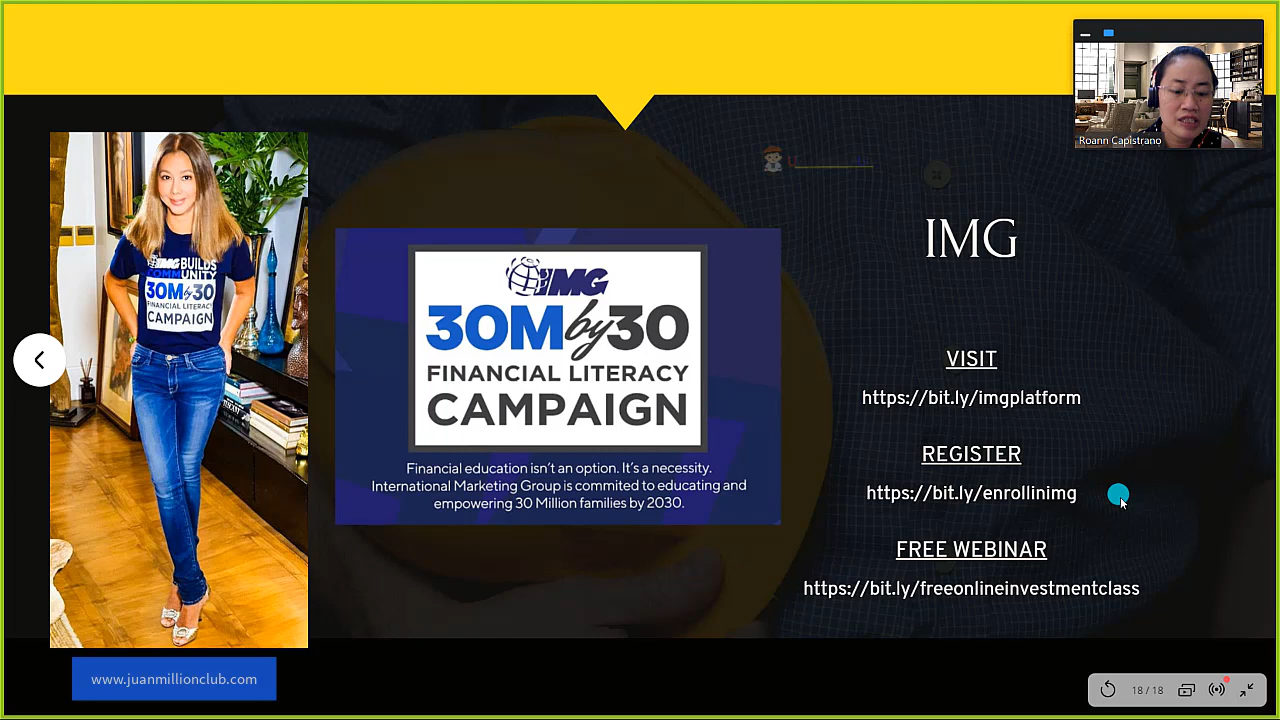 Roann Capistrano
IMG BUILDS
COMMUNITY
30M by 30
FINANCIAL LITERACY
CAMPAIGN
IMG
30M by 30
FINANCIAL LITERACY
CAMPAIGN
Financial education isn't an option. It's a necessity.
International Marketing Group is commited to educating and
empowering 30 Million families by 2030.
IMG
VISIT
https://bit.ly/imgplatform
REGISTER
https://bit.ly/enrollinimg
FREE WEBINAR
https://bit.ly/freeonlineinvestmentclass
www.juanmillionclub.com
18 / 18